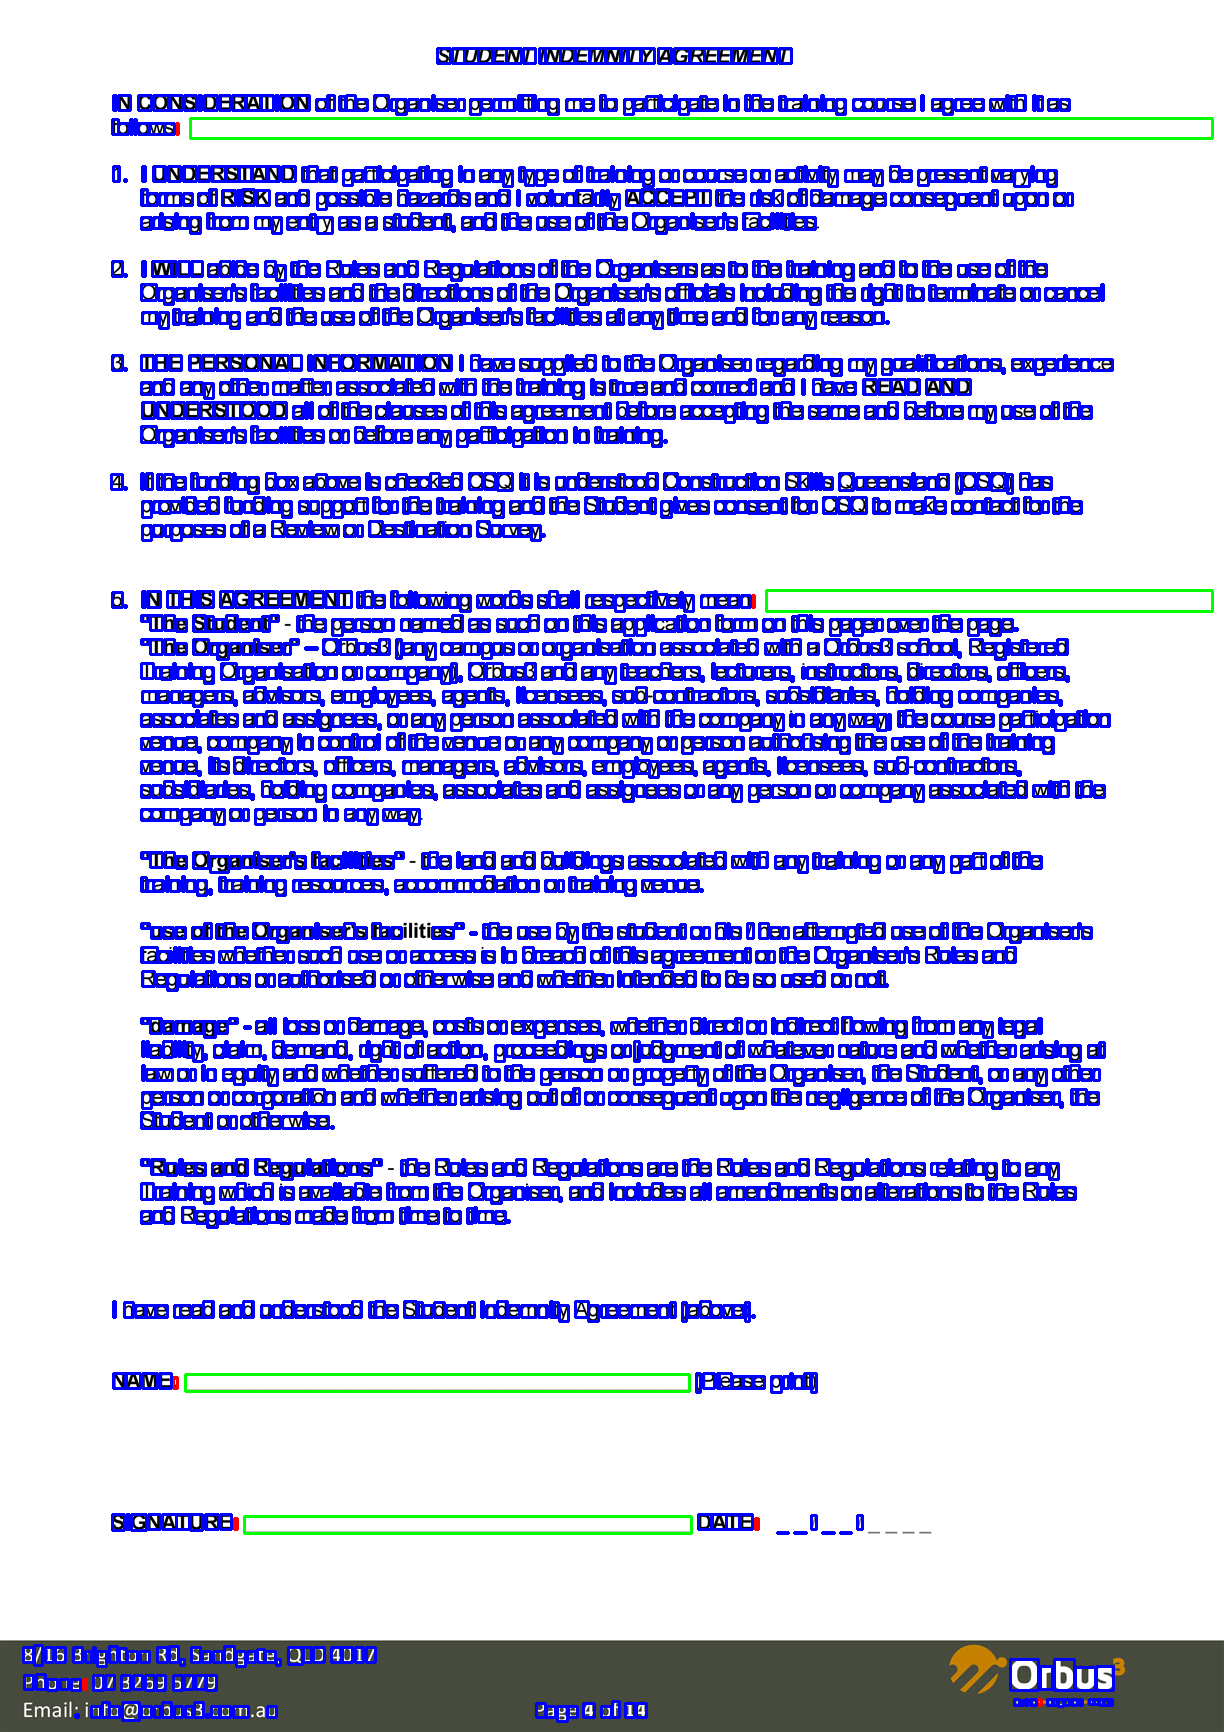 STUDENT INDEMNITY AGREEMENT
IN CONSIDERATION of the Organiser permitting me to participate in the training course I agree with it as
follows:
1. I UNDERSTAND that participating in any type of training or course or activity may be present varying
forms of RISK and possible hazards and I voluntarily ACCEPT the risk of damage consequent upon or
arising from my entry as a student, and the use of the Organiser's facilities.
2. I WILL abide by the Rules and Regulations of the Organisers as to the training and to the use of the
Organiser's facilities and the directions of the Organiser's officials including the right to terminate or cancel
my training and the use of the Organiser's facilities at any time and for any reason.
3. THE PERSONAL INFORMATION I have supplied to the Organiser regarding my qualifications, experience
and any other matter associated with the training is true and correct and I have READ AND
UNDERSTOOD all of the clauses of this agreement before accepting the same and before my use of the
Organiser's facilities or before any participation in training.
4. If the funding box above is checked CSQ it is understood Construction Skills Queensland (CSQ) has
provided funding support for the training and the Student gives consent for CSQ to make contact for the
purposes of a Review or Destination Survey.
5. IN THIS AGREEMENT the following words shall respectively mean:
"The Student" - the person named as such on this application form on this paper over the page.
"The Organiser" – Orbus3 (any campus or organisation associated with a Orbus3 school, Registered
Training Organisation or company), Orbus3 and any teachers, lecturers, instructors, directors, officers,
managers, advisors, employees, agents, licensees, sub-contractors, subsidiaries, holding companies,
associates and assignees, or any person associated with the company in any way; the course participation
venue, company in control of the venue or any company or person authorising the use of the training
venue, its directors, officers, managers, advisors, employees, agents, licensees, sub-contractors,
subsidiaries, holding companies, associates and assignees or any person or company associated with the
company or person in any way.
"The Organiser's facilities" - the land and buildings associated with any training or any part of the
training, training resources, accommodation or training venue.
"use of the Organiser's facilities" - the use by the student or his / her attempted use of the Organiser's
facilities whether such use or access is in breach of this agreement or the Organiser's Rules and
Regulations or authorised or otherwise and whether intended to be so used or not.
"damage" - all loss or damage, costs or expenses, whether direct or indirect flowing from any legal
liability, claim, demand, right of action, proceedings or judgment of whatever nature and whether arising at
law or in equity and whether suffered to the person or property of the Organiser, the Student, or any other
person or corporation and whether arising out of or consequent upon the negligence of the Organiser, the
Student or otherwise.
"Rules and Regulations" - the Rules and Regulations are the Rules and Regulations relating to any
Training which is available from the Organiser, and includes all amendments or alterations to the Rules
and Regulations made from time to time.
I have read and understood the Student Indemnity Agreement (above).
NAME: (Please print)
SIGNATURE: DATE: _ _/_ _/_ _ _ _
8/16 Brighton Rd, Sandgate, QLD 4017
Phone: 07 3269 5779
Email: info@orbus3.com.au
Page 4 of 14
Orbus3